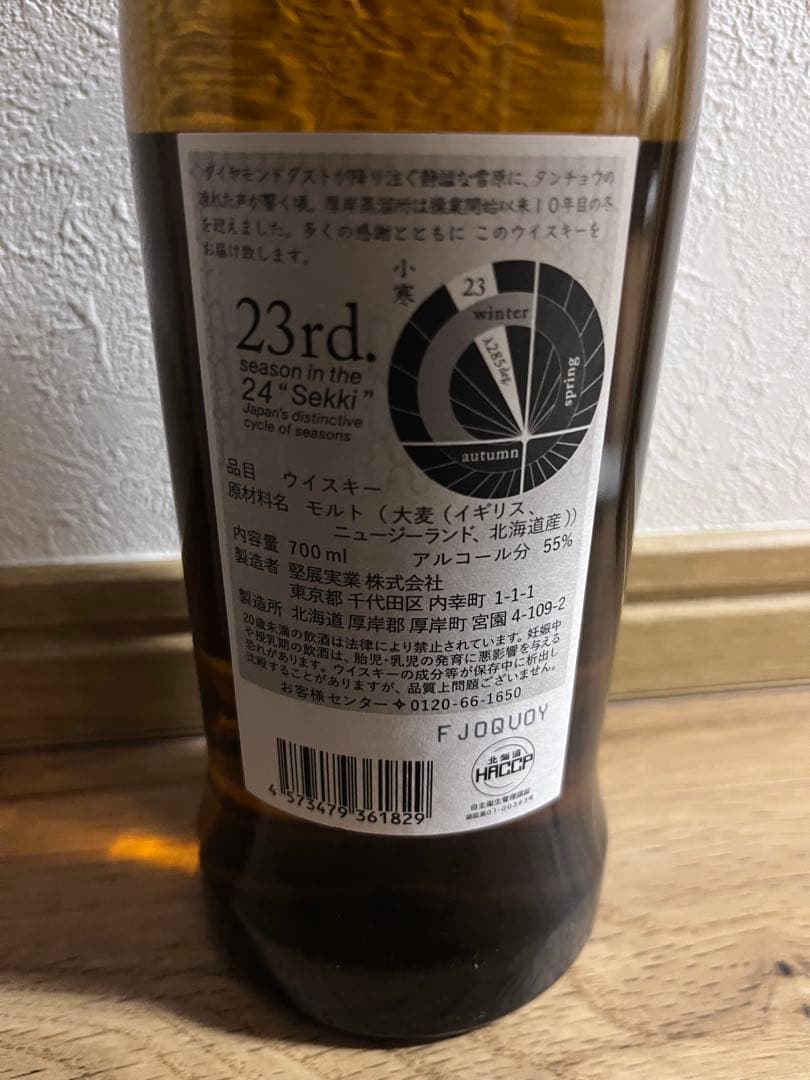 ダイヤモンドダストが降り注ぐ静謐な雪原に、タンチョウの
澄れた声が響く頃。厚岸蒸溜所は操業開始以来10年目の冬
を迎えました。多くの感謝とともに このウイスキーを
お届け致します。
小寒
23
winter
λ285deg.
spring
autumn
23rd.
season in the
24 “Sekki”
Japan's distinctive
cycle of seasons
品目 ウイスキー
原材料名 モルト（大麦（イギリス、
ニュージーランド、北海道産））
内容量 700 ml アルコール分 55%
製造者 堅展実業 株式会社
東京都 千代田区 内幸町 1-1-1
製造所 北海道 厚岸郡 厚岸町 宮園 4-109-2
20歳未満の飲酒は法律により禁止されています。妊娠中
や授乳期の飲酒は、胎児・乳児の発育に悪影響を与える
恐れがあります。ウイスキーの成分等が保存中に析出し
沈殿することがありますが、品質上問題ございません。
お客様センター✧0120-66-1650
FJOQUOY
4 573479 361829
北海道
HACCP
自主衛生管理認証